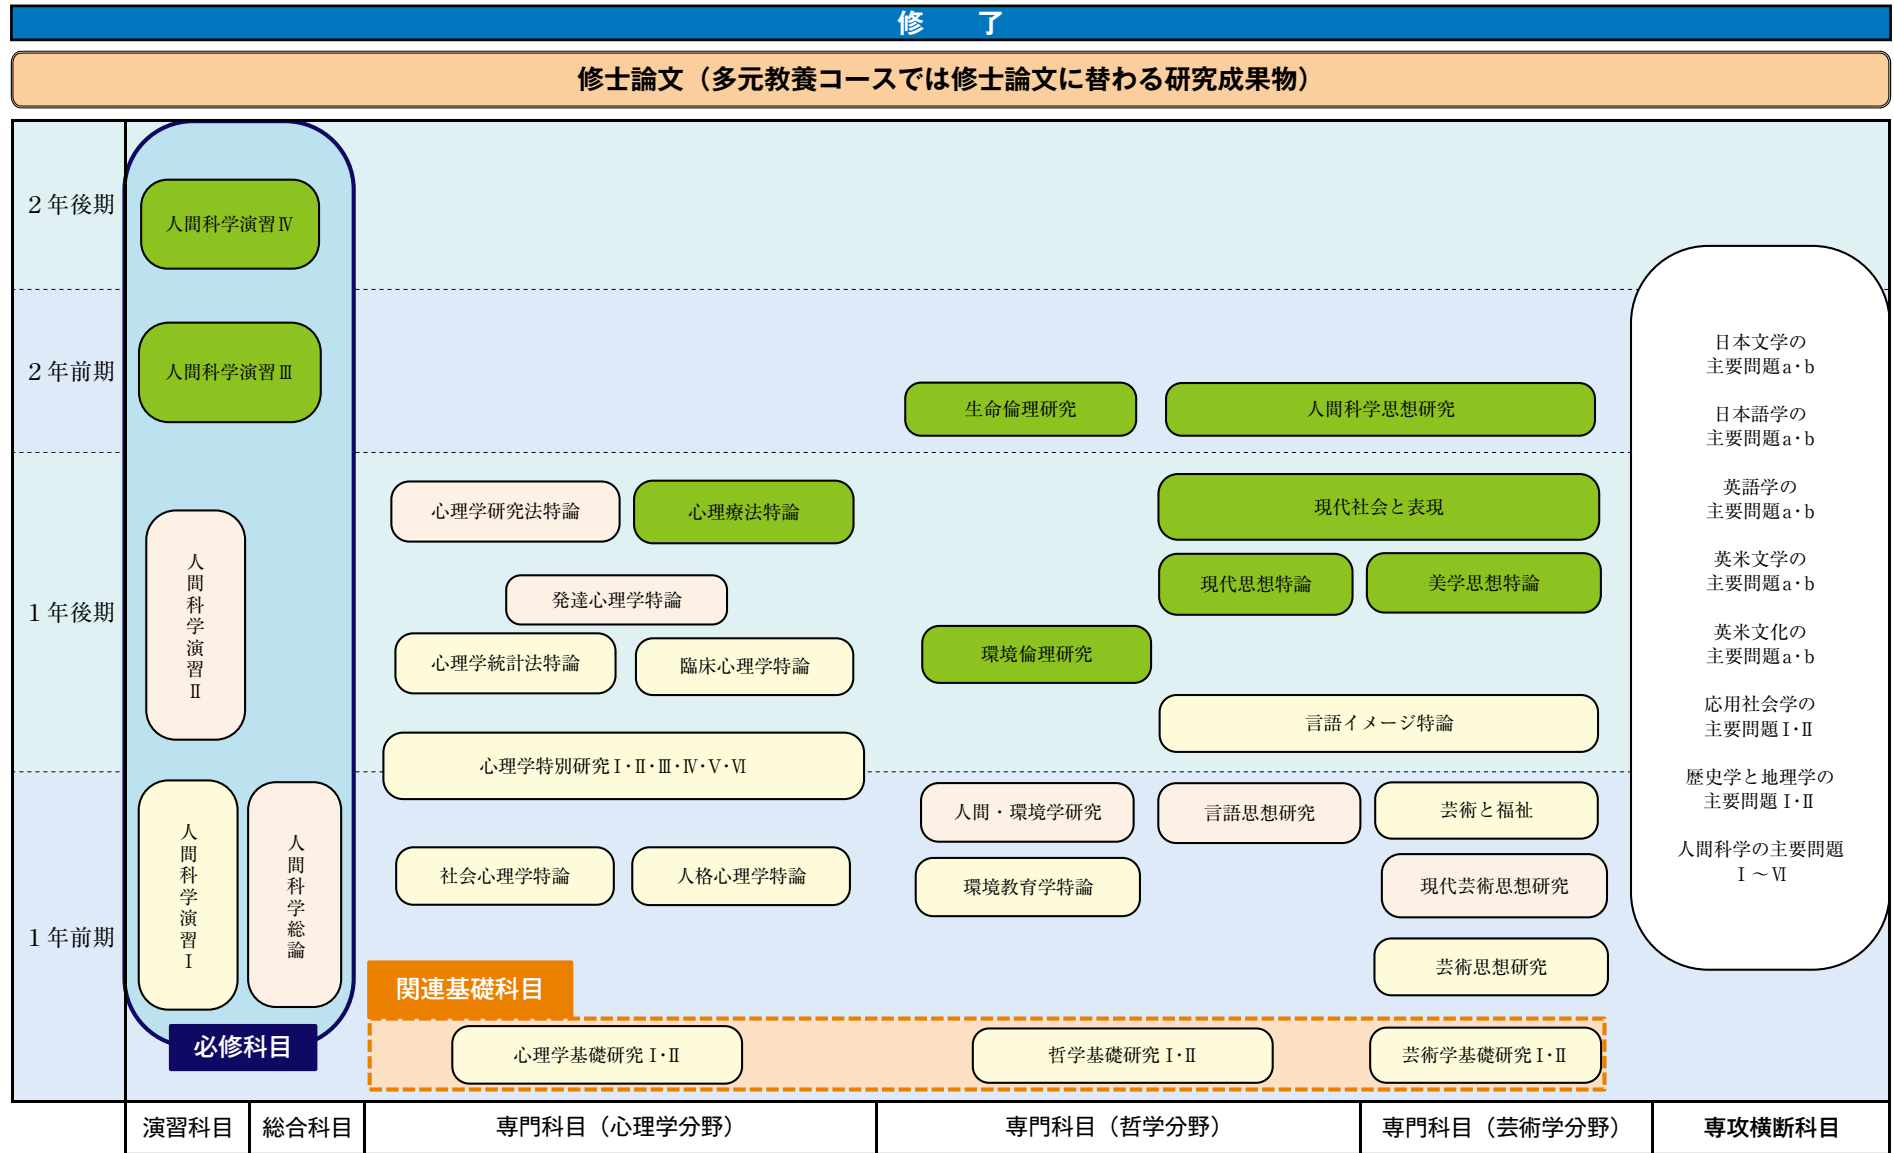 修　了
修士論文（多元教養コースでは修士論文に替わる研究成果物）
2年後期
人間科学演習Ⅳ
2年前期
人間科学演習Ⅲ
生命倫理研究
人間科学思想研究
1年後期
人間科学演習Ⅱ
心理学研究法特論
心理療法特論
現代社会と表現
発達心理学特論
現代思想特論
美学思想特論
心理学統計法特論
臨床心理学特論
環境倫理研究
言語イメージ特論
心理学特別研究Ⅰ・Ⅱ・Ⅲ・Ⅳ・Ⅴ・Ⅵ
1年前期
人間科学演習Ⅰ
人間科学総論
人間・環境学研究
言語思想研究
芸術と福祉
社会心理学特論
人格心理学特論
環境教育学特論
現代芸術思想研究
芸術思想研究
関連基礎科目
必修科目
心理学基礎研究Ⅰ・Ⅱ
哲学基礎研究Ⅰ・Ⅱ
芸術学基礎研究Ⅰ・Ⅱ
日本文学の
主要問題a・b
日本語学の
主要問題a・b
英語学の
主要問題a・b
英米文学の
主要問題a・b
英米文化の
主要問題a・b
応用社会学の
主要問題Ⅰ・Ⅱ
歴史学と地理学の
主要問題Ⅰ・Ⅱ
人間科学の主要問題
Ⅰ～Ⅵ
演習科目
総合科目
専門科目（心理学分野）
専門科目（哲学分野）
専門科目（芸術学分野）
専攻横断科目